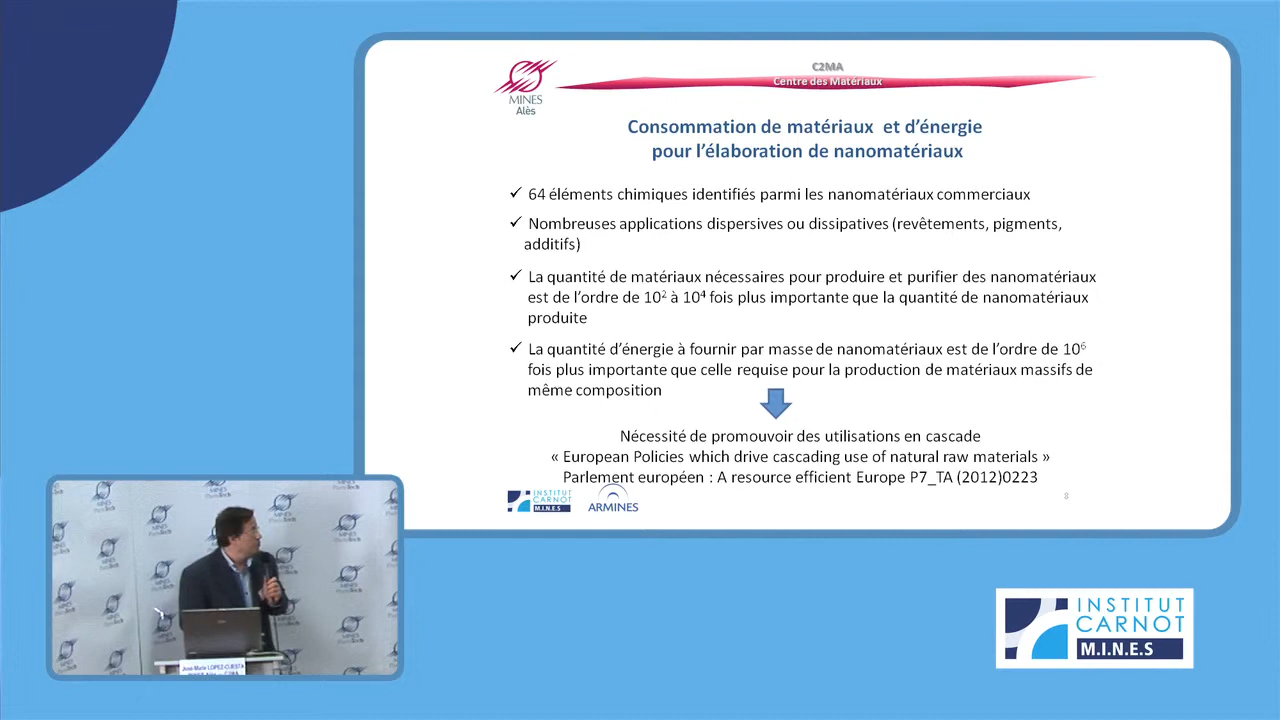 C2MA
Centre des Matériaux
MINES
Alès
Consommation de matériaux et d'énergie
pour l'élaboration de nanomatériaux
✓ 64 éléments chimiques identifiés parmi les nanomatériaux commerciaux
✓ Nombreuses applications dispersives ou dissipatives (revêtements, pigments,
additifs)
✓ La quantité de matériaux nécessaires pour produire et purifier des nanomatériaux
est de l'ordre de 10² à 10⁴ fois plus importante que la quantité de nanomatériaux
produite
✓ La quantité d'énergie à fournir par masse de nanomatériaux est de l'ordre de 10⁶
fois plus importante que celle requise pour la production de matériaux massifs de
même composition
Nécessité de promouvoir des utilisations en cascade
« European Policies which drive cascading use of natural raw materials »
Parlement européen : A resource efficient Europe P7_TA (2012)0223
INSTITUT
CARNOT
M.I.N.E.S
ARMINES
8
MINES
ParisTech
José-Marie LOPEZ-CUESTA
INSTITUT
CARNOT
M.I.N.E.S